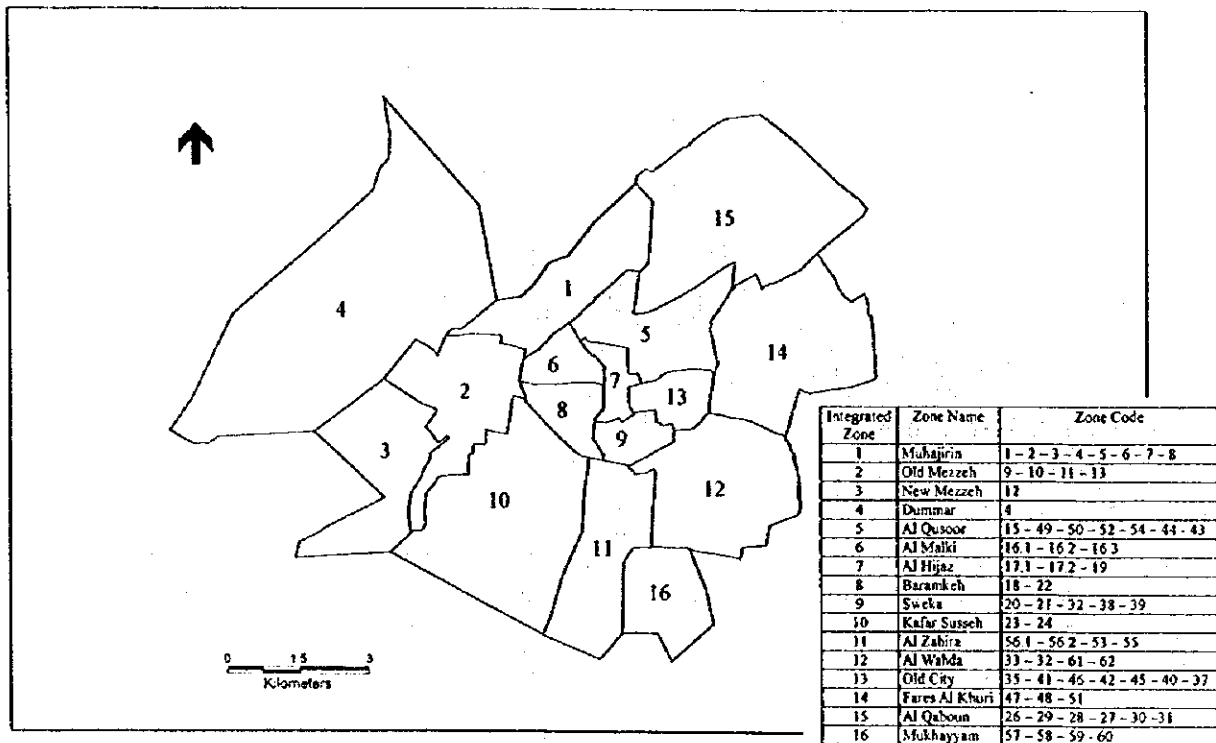 15
1
4
5
14
6
7
2
13
8
9
3
10
12
11
16
0 1.5 3
Kilometers
Integrated Zone | Zone Name | Zone Code
1 | Muhajirin | 1 - 2 - 3 - 4 - 5 - 6 - 7 - 8
2 | Old Mezzeh | 9 - 10 - 11 - 13
3 | New Mezzeh | 12
4 | Dummar | 4
5 | Al Qusoor | 15 - 49 - 50 - 52 - 54 - 44 - 43
6 | Al Malki | 16.1 - 16.2 - 16.3
7 | Al Hijaz | 17.1 - 17.2 - 19
8 | Baramkeh | 18 - 22
9 | Sweka | 20 - 21 - 32 - 38 - 39
10 | Kafar Susseh | 23 - 24
11 | Al Zahira | 56.1 - 56.2 - 53 - 55
12 | Al Wahda | 33 - 32 - 61 - 62
13 | Old City | 35 - 41 - 46 - 42 - 45 - 40 - 37
14 | Fares Al Khuri | 47 - 48 - 51
15 | Al Qaboun | 26 - 29 - 28 - 27 - 30 - 31
16 | Mukhayyam | 57 - 58 - 59 - 60